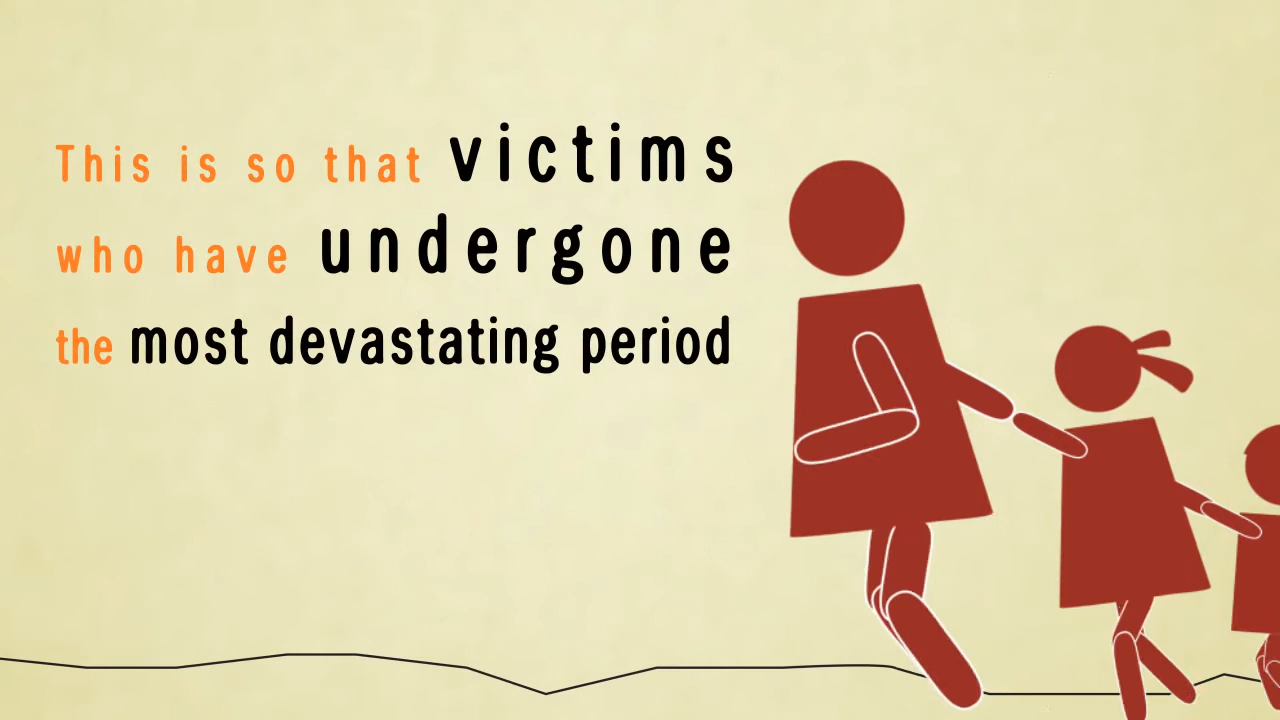 This is so that victims
who have undergone
the most devastating period